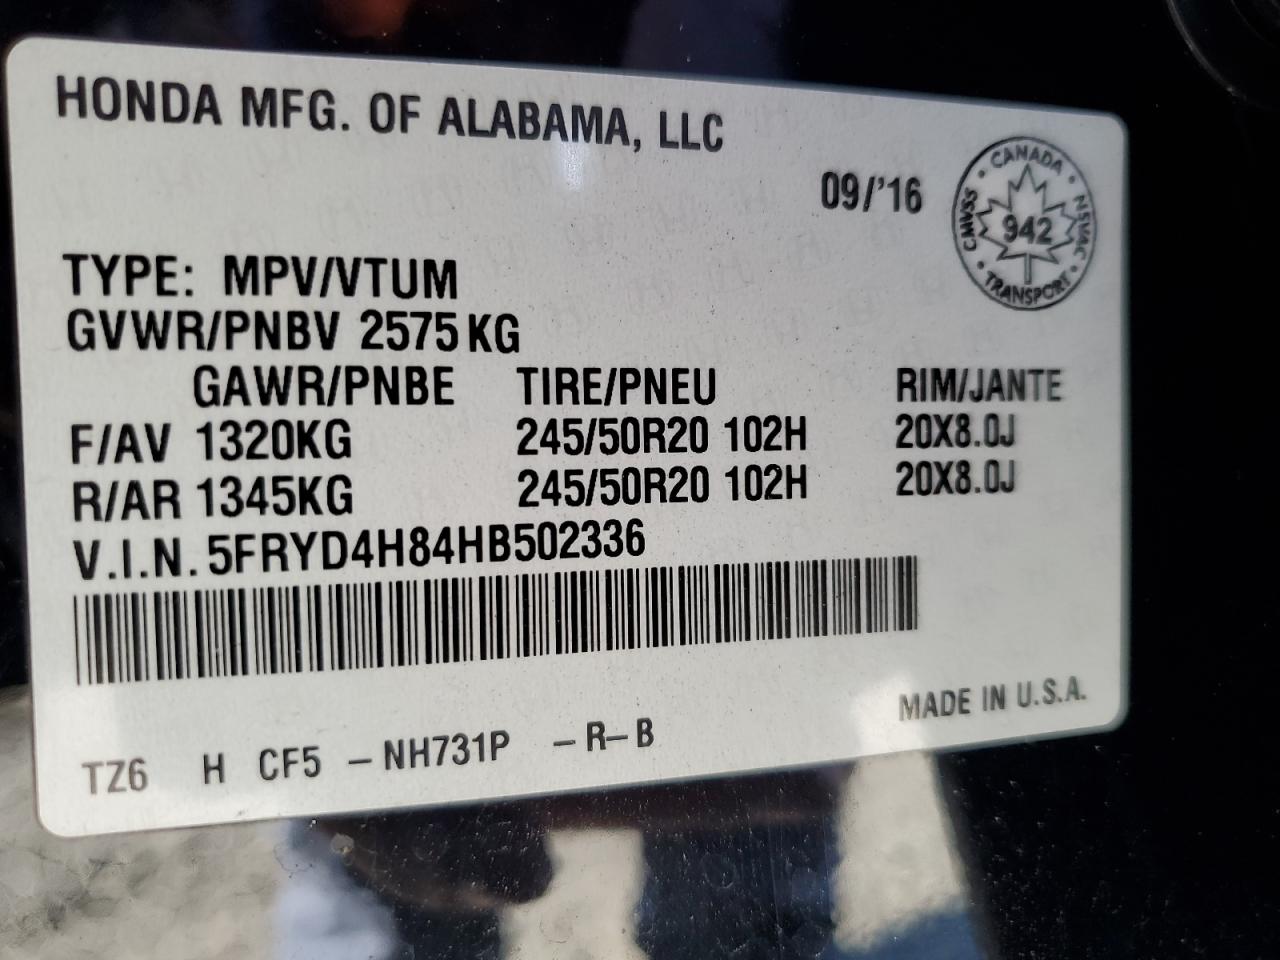 HONDA MFG. OF ALABAMA, LLC
09/'16
CANADA
CMVSS 942 NSVAC
TRANSPORT
TYPE: MPV/VTUM
GVWR/PNBV 2575 KG
GAWR/PNBE TIRE/PNEU RIM/JANTE
F/AV 1320KG 245/50R20 102H 20X8.0J
R/AR 1345KG 245/50R20 102H 20X8.0J
V.I.N. 5FRYD4H84HB502336
MADE IN U.S.A.
TZ6 H CF5 – NH731P – R– B